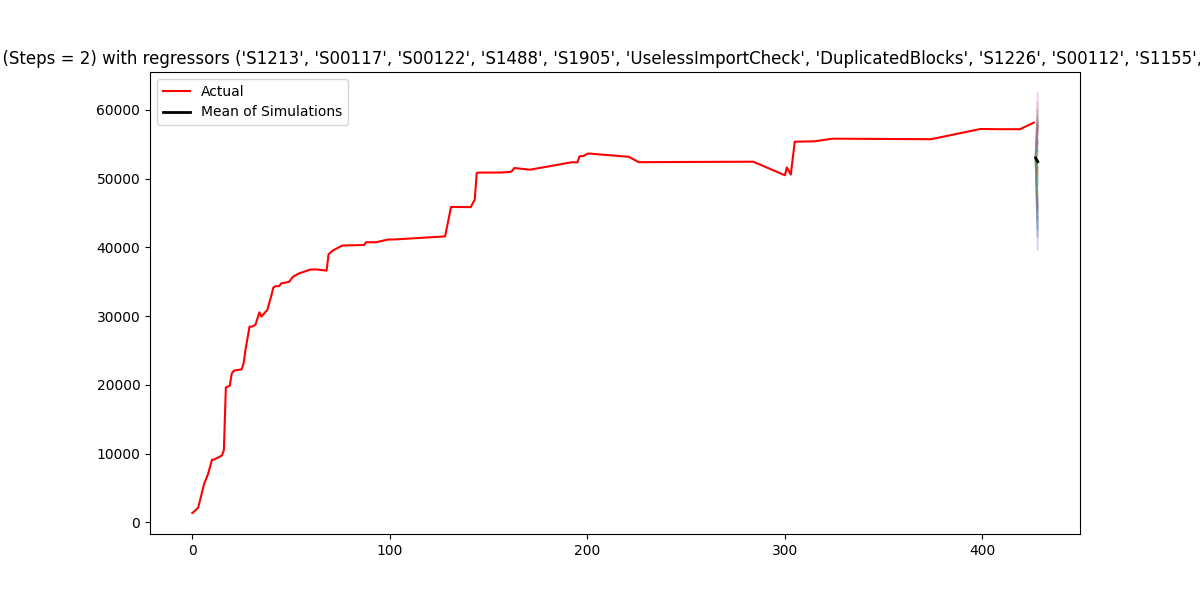 (Steps = 2) with regressors ('S1213', 'S00117', 'S00122', 'S1488', 'S1905', 'UselessImportCheck', 'DuplicatedBlocks', 'S1226', 'S00112', 'S1155',
Actual
Mean of Simulations
60000
50000
40000
30000
20000
10000
0
0 100 200 300 400